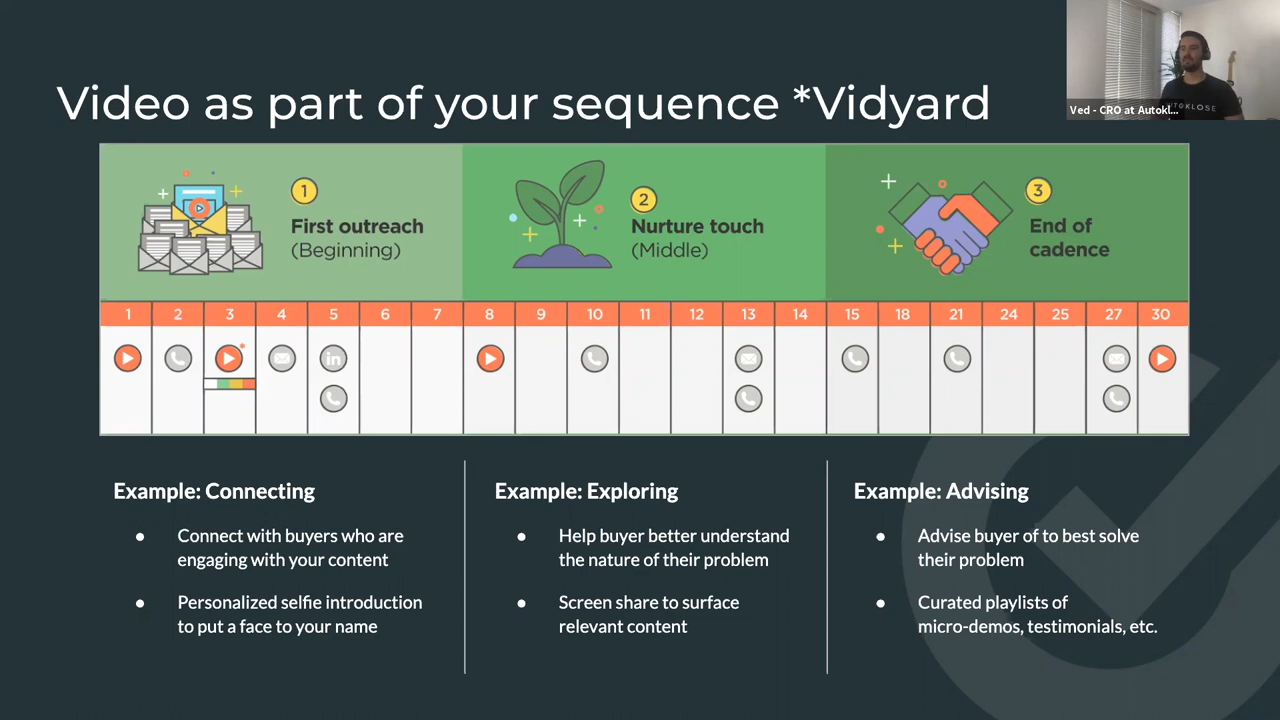 Video as part of your sequence *Vidyard
Ved - CRO at Autokl...
1
First outreach
(Beginning)
2
Nurture touch
(Middle)
3
End of
cadence
1 2 3 4 5 6 7 8 9 10 11 12 13 14 15 18 21 24 25 27 30
in
Example: Connecting
● Connect with buyers who are
engaging with your content
● Personalized selfie introduction
to put a face to your name
Example: Exploring
● Help buyer better understand
the nature of their problem
● Screen share to surface
relevant content
Example: Advising
● Advise buyer of to best solve
their problem
● Curated playlists of
micro-demos, testimonials, etc.